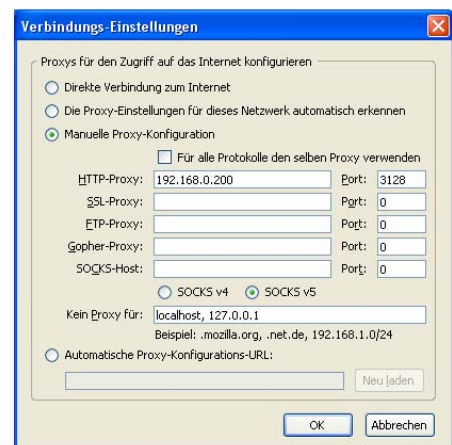 Verbindungs-Einstellungen
Proxys für den Zugriff auf das Internet konfigurieren
Direkte Verbindung zum Internet
Die Proxy-Einstellungen für dieses Netzwerk automatisch erkennen
Manuelle Proxy-Konfiguration
Für alle Protokolle den selben Proxy verwenden
HTTP-Proxy: 192.168.0.200 Port: 3128
SSL-Proxy: Port: 0
FTP-Proxy: Port: 0
Gopher-Proxy: Port: 0
SOCKS-Host: Port: 0
SOCKS v4 SOCKS v5
Kein Proxy für: localhost, 127.0.0.1
Beispiel: .mozilla.org, .net.de, 192.168.1.0/24
Automatische Proxy-Konfigurations-URL:
Neu laden
OK Abbrechen